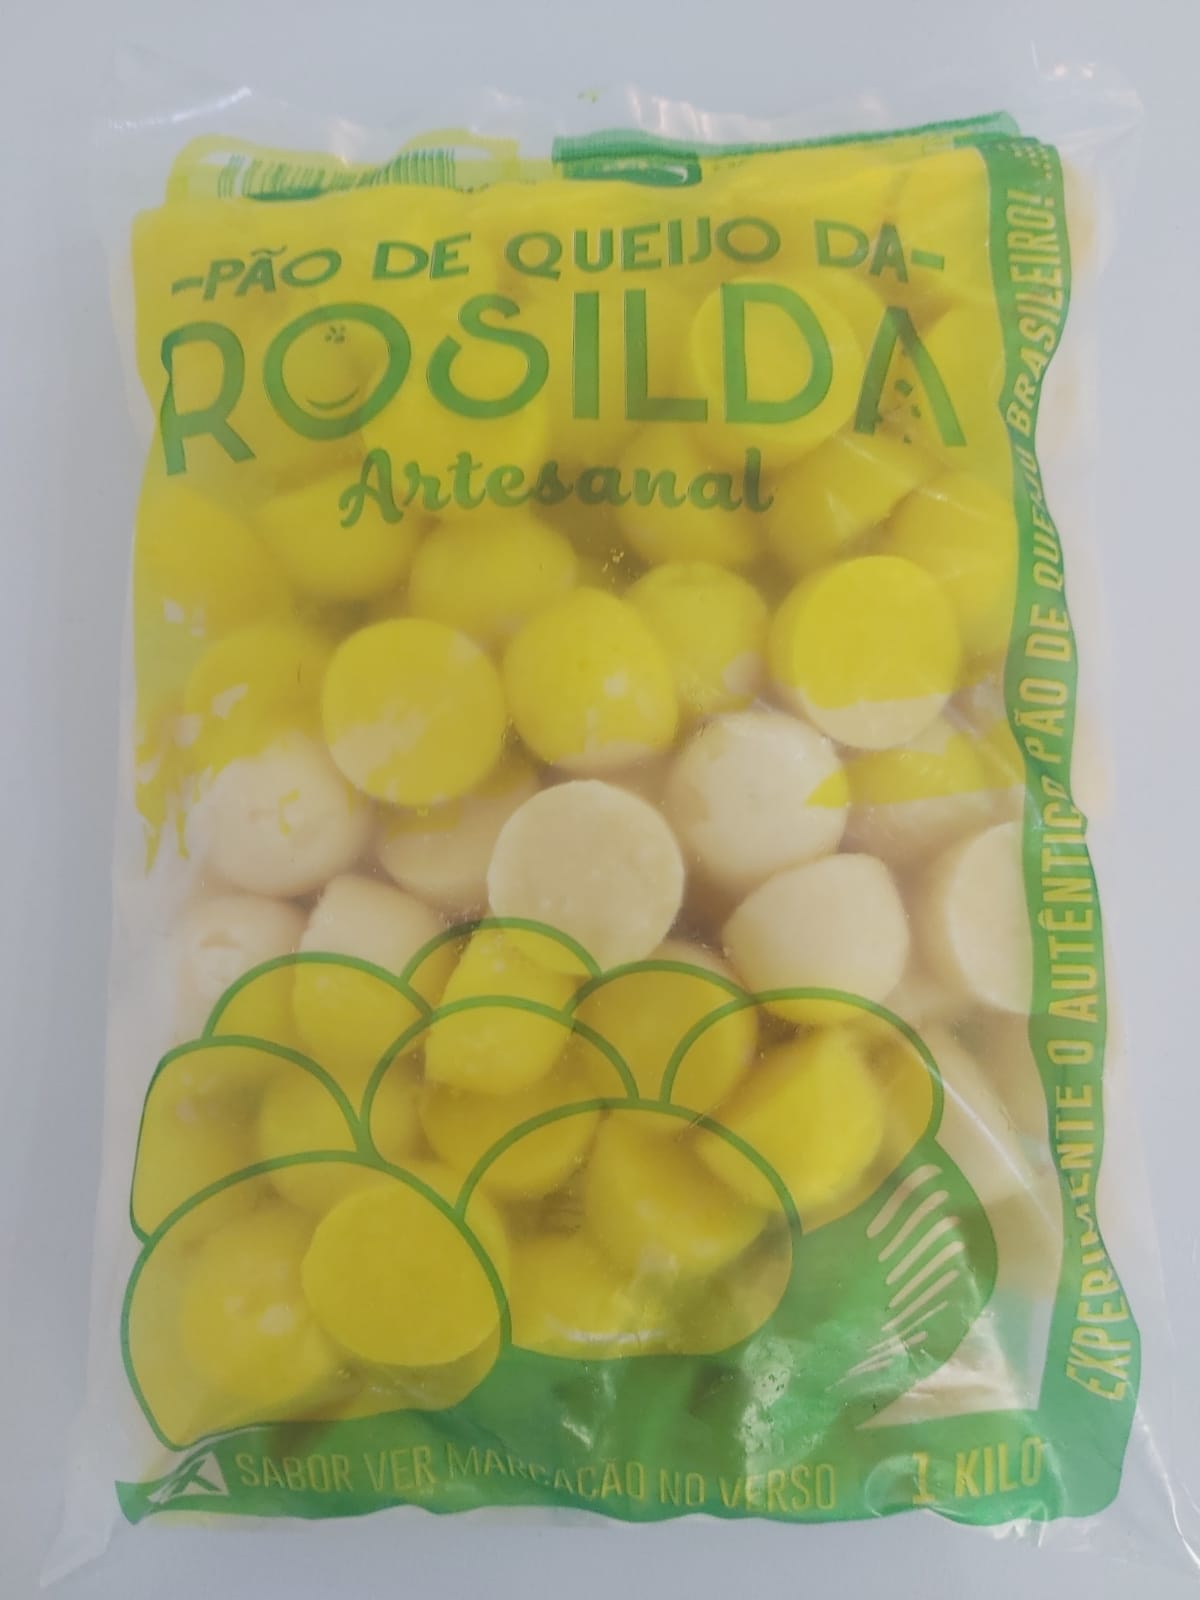 -PÃO DE QUEIJO DA-
ROSILDA
Artesanal
EXPERIMENTE O AUTÊNTICO PÃO DE QUEIJO BRASILEIRO!
SABOR VER MARCAÇÃO NO VERSO
1 KILO